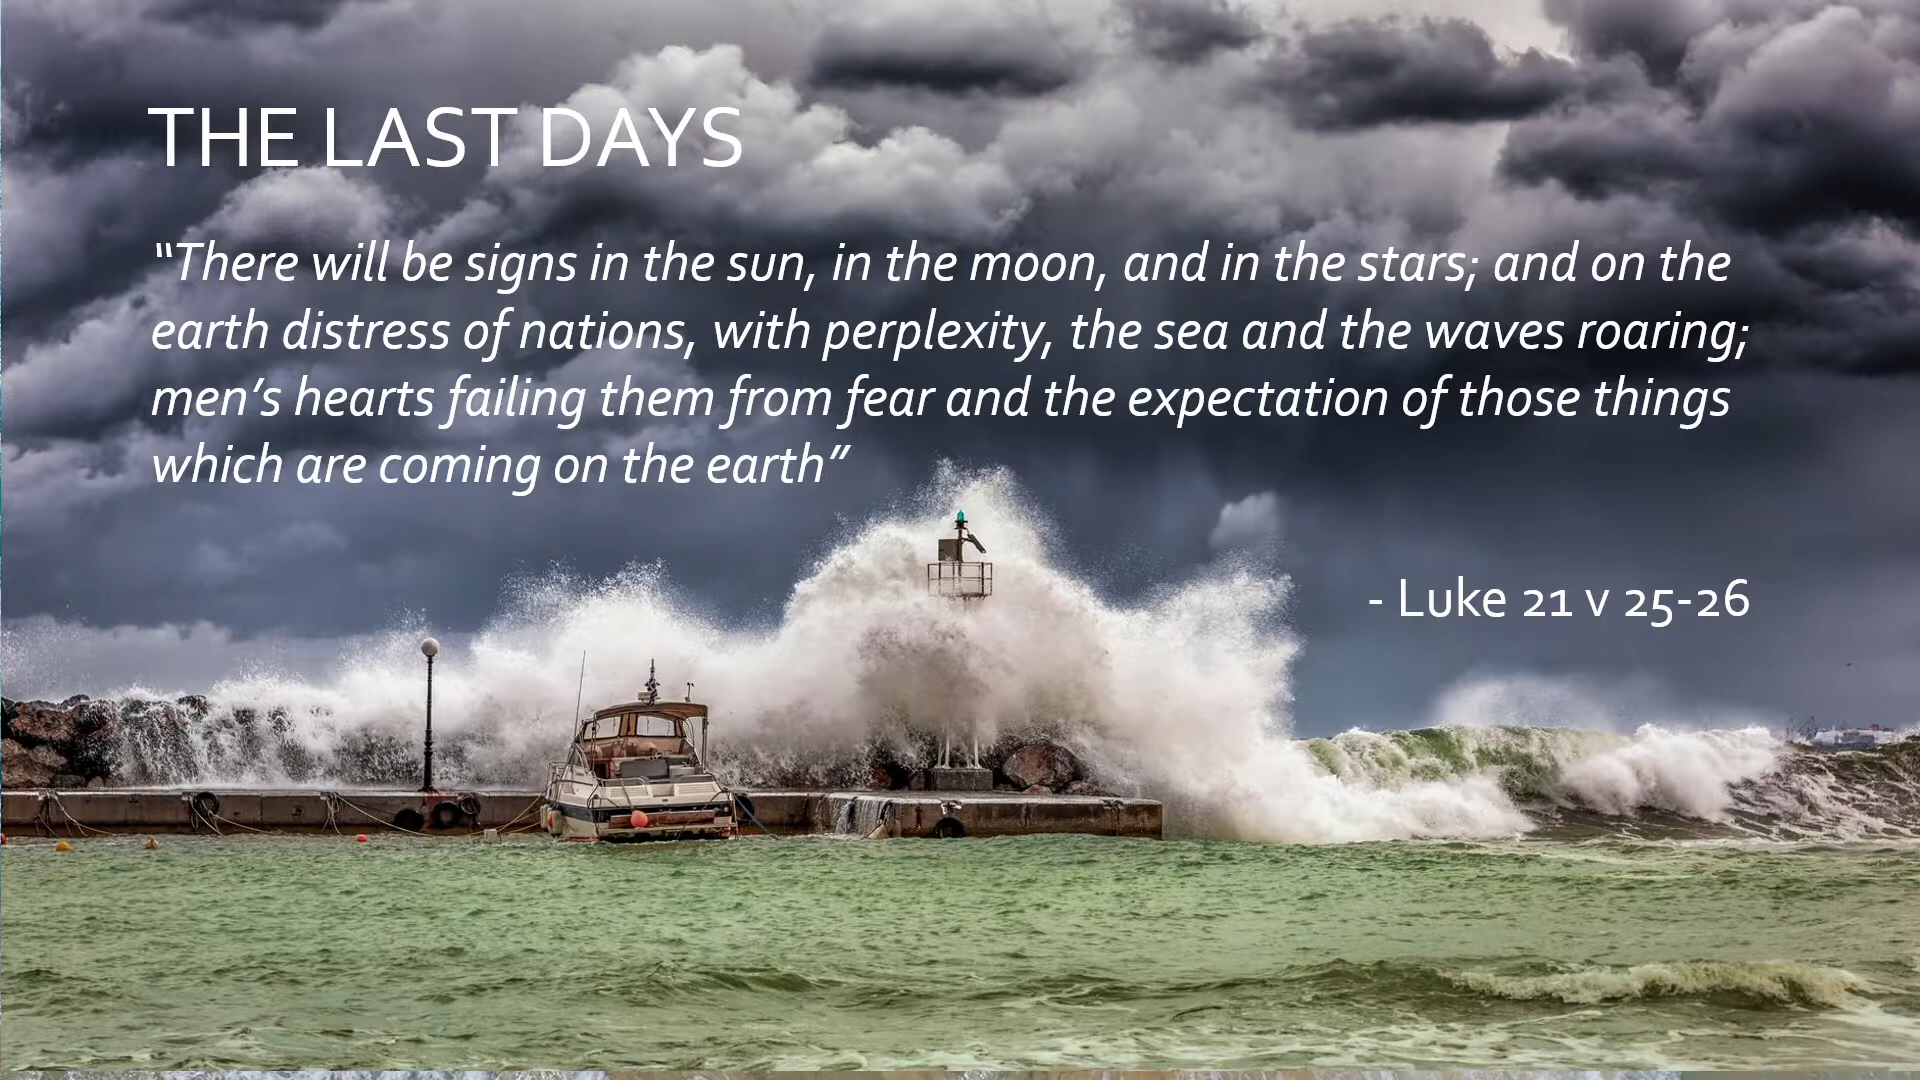 THE LAST DAYS
“There will be signs in the sun, in the moon, and in the stars; and on the
earth distress of nations, with perplexity, the sea and the waves roaring;
men’s hearts failing them from fear and the expectation of those things
which are coming on the earth”
- Luke 21 v 25-26